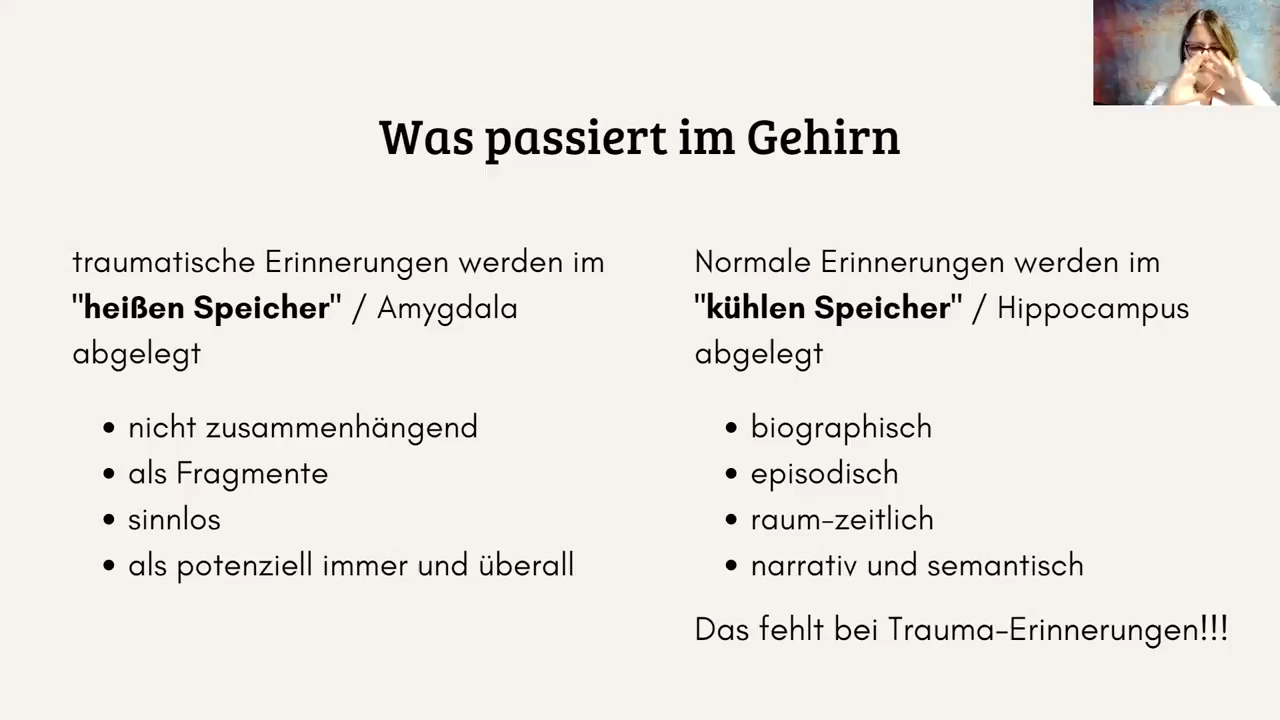 Was passiert im Gehirn
traumatische Erinnerungen werden im
"heißen Speicher" / Amygdala
abgelegt
• nicht zusammenhängend
• als Fragmente
• sinnlos
• als potenziell immer und überall
Normale Erinnerungen werden im
"kühlen Speicher" / Hippocampus
abgelegt
• biographisch
• episodisch
• raum-zeitlich
• narrativ und semantisch
Das fehlt bei Trauma-Erinnerungen!!!